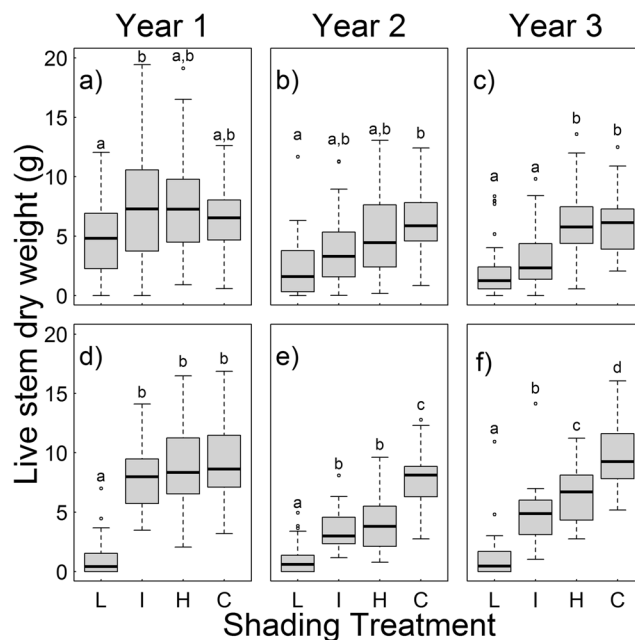 Year 1 Year 2 Year 3
Live stem dry weight (g)
20
15
10
5
0
a) a b a,b a,b
b) a a,b a,b b
c) a a b b
20
15
10
5
0
d) a b b b
e) a b b c
f) a b c d
L I H C L I H C L I H C
Shading Treatment